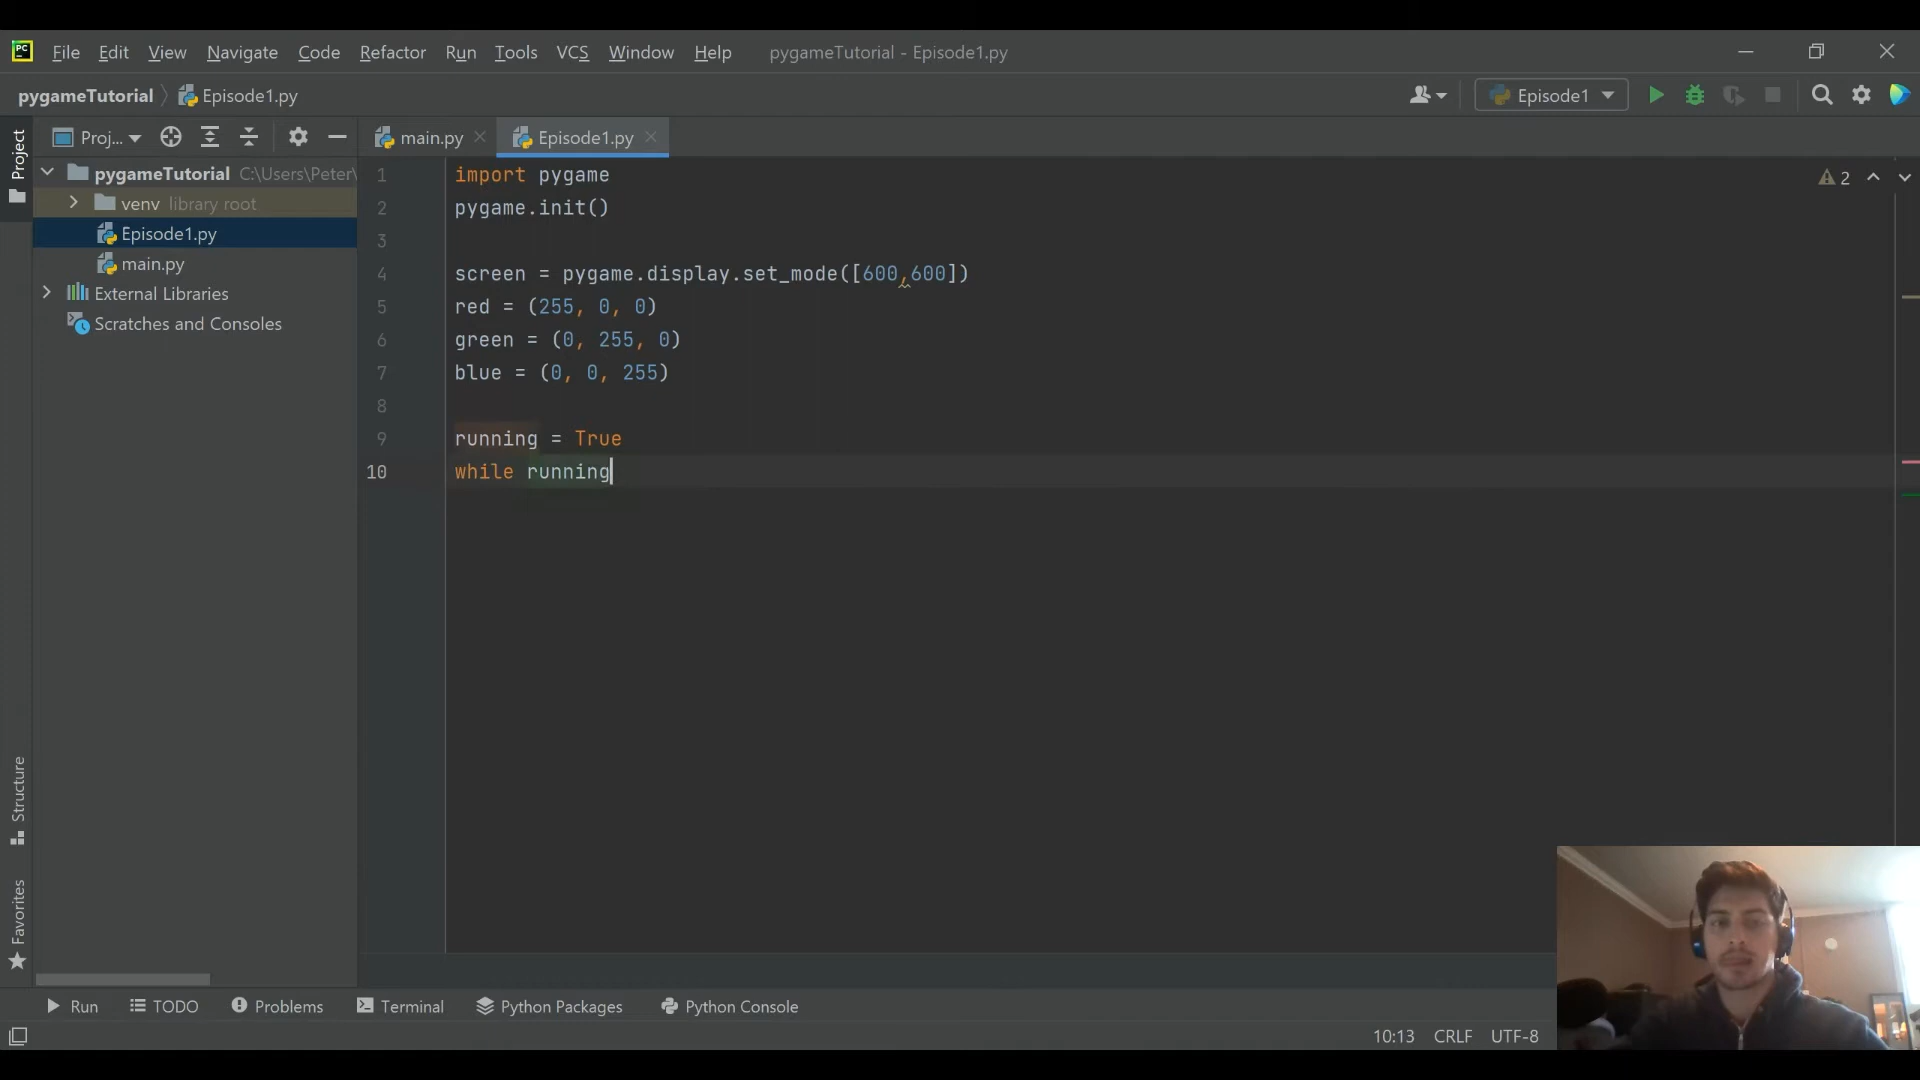 PC File Edit View Navigate Code Refactor Run Tools VCS Window Help pygameTutorial - Episode1.py
pygameTutorial Episode1.py Episode1
Project
Proj... main.py Episode1.py
pygameTutorial C:\Users\Peter\
venv library root
Episode1.py
main.py
External Libraries
Scratches and Consoles
1 import pygame
2 pygame.init()
3
4 screen = pygame.display.set_mode([600,600])
5 red = (255, 0, 0)
6 green = (0, 255, 0)
7 blue = (0, 0, 255)
8
9 running = True
10 while running
2
Structure
Favorites
Run TODO Problems Terminal Python Packages Python Console
10:13 CRLF UTF-8